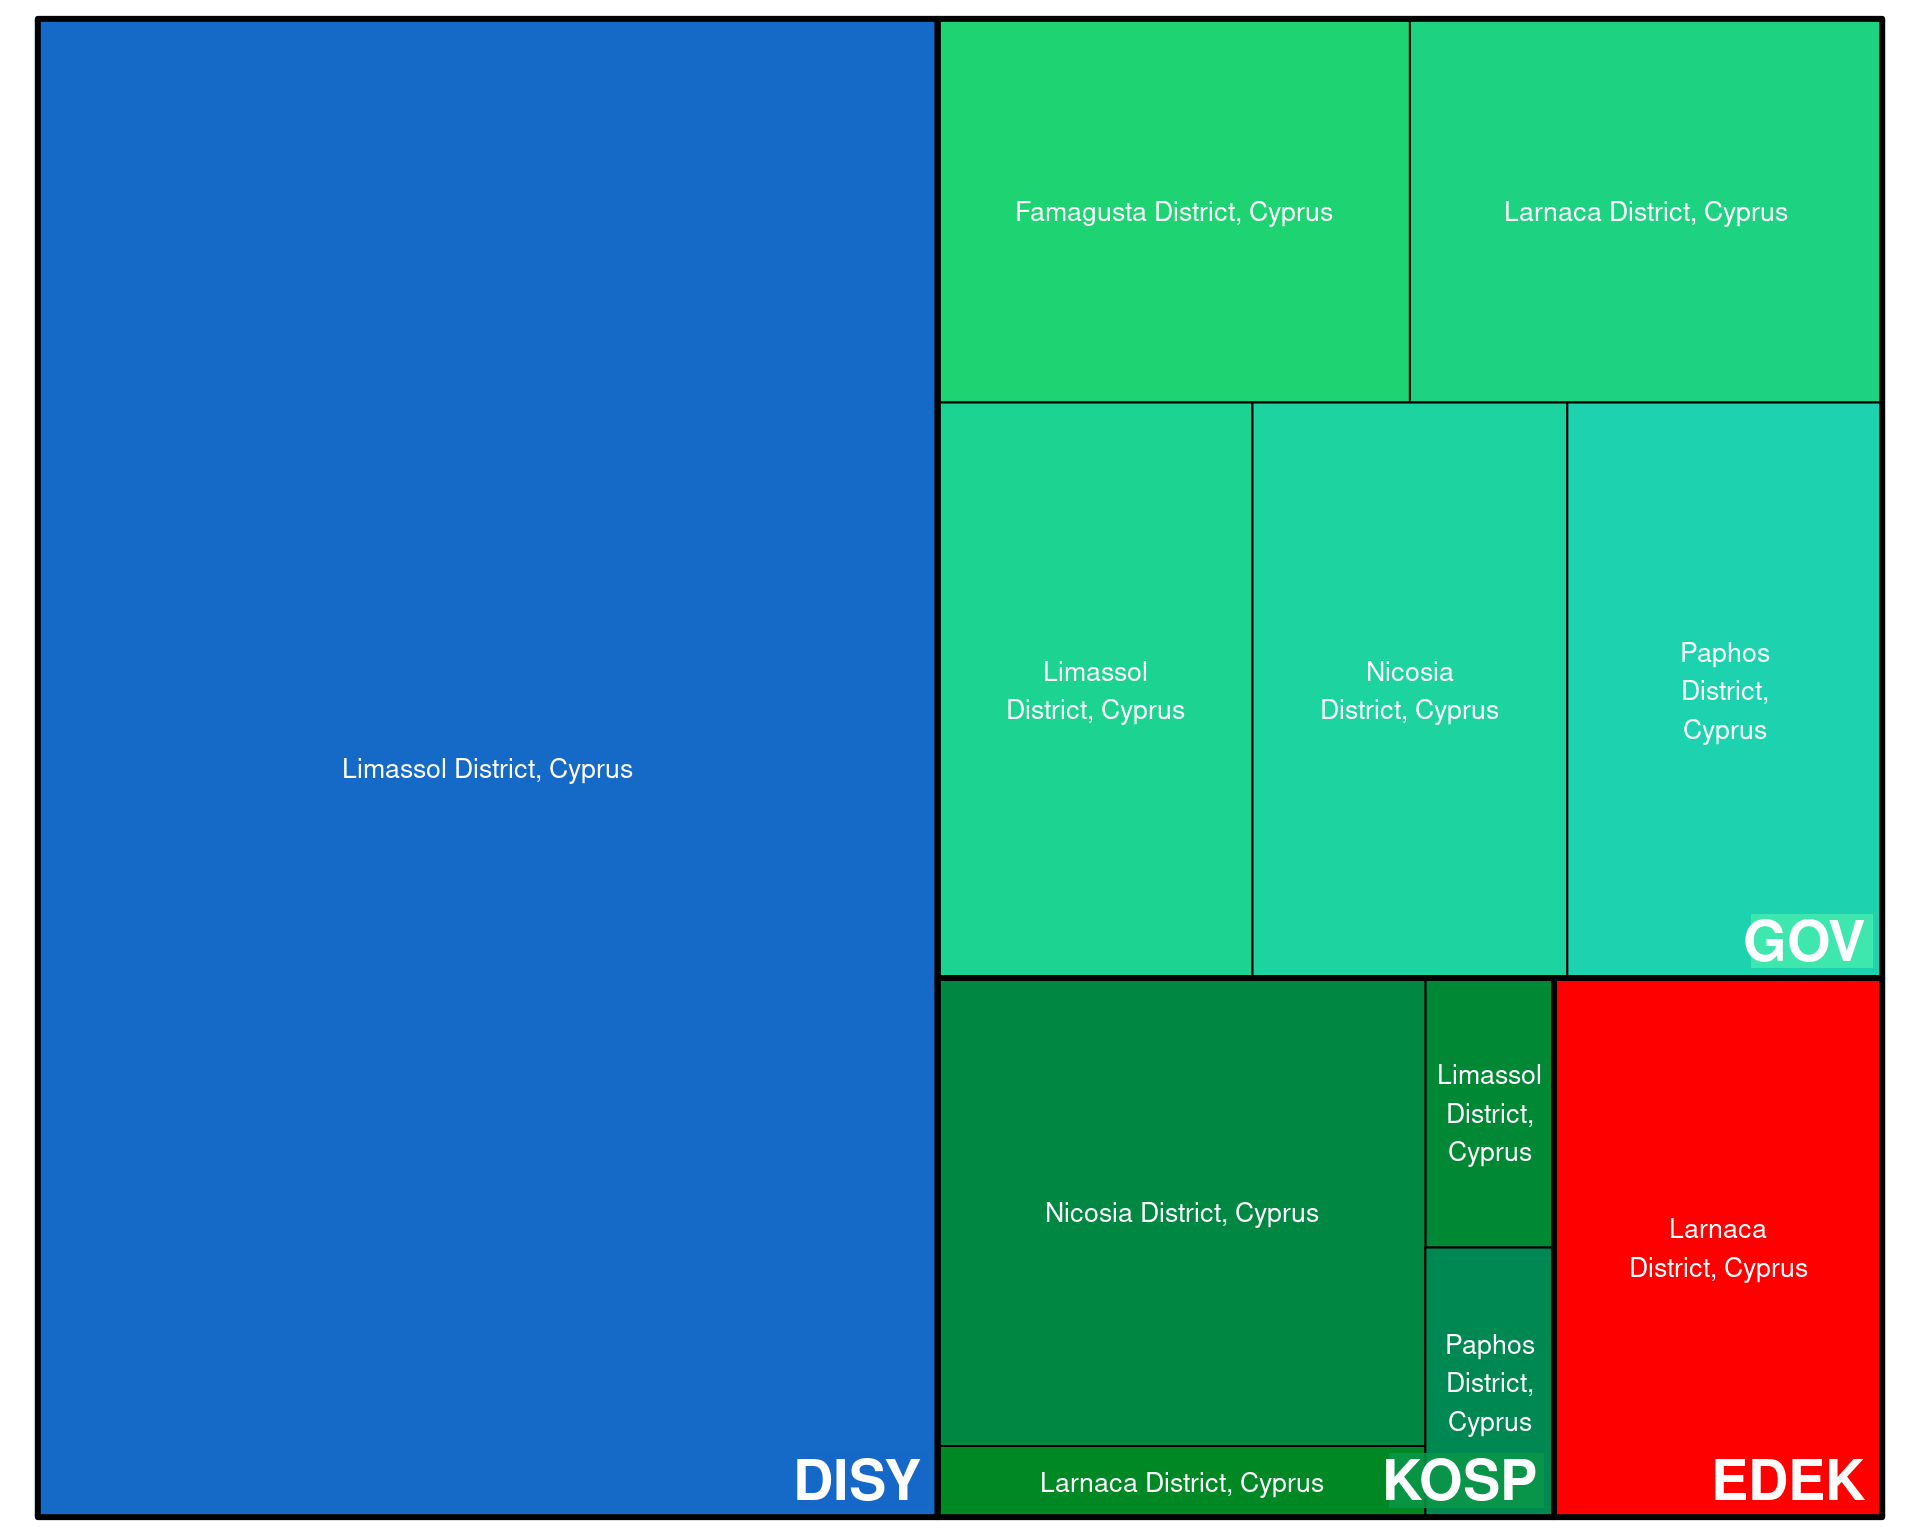 Limassol District, Cyprus
DISY
Famagusta District, Cyprus
Larnaca District, Cyprus
Limassol
District, Cyprus
Nicosia
District, Cyprus
Paphos
District,
Cyprus
GOV
Nicosia District, Cyprus
Limassol
District,
Cyprus
Paphos
District,
Cyprus
Larnaca District, Cyprus
KOSP
Larnaca
District, Cyprus
EDEK